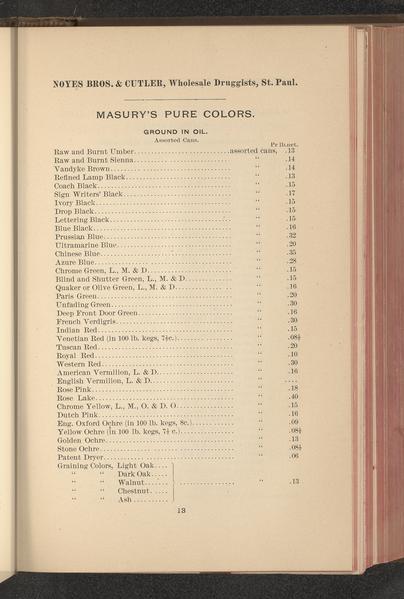 NOYES BROS. & CUTLER, Wholesale Druggists, St. Paul.
MASURY'S PURE COLORS.
GROUND IN OIL.
Assorted Cans.
Pr lb. net.
Raw and Burnt Umber assorted cans, .13
Raw and Burnt Sienna " .14
Vandyke Brown " .14
Refined Lamp Black " .13
Coach Black " .15
Sign Writers' Black " .17
Ivory Black " .15
Drop Black " .15
Lettering Black " .15
Blue Black " .16
Prussian Blue " .32
Ultramarine Blue " .20
Chinese Blue " .35
Azure Blue " .28
Chrome Green, L., M. & D. " .15
Blind and Shutter Green, L., M. & D. " .15
Quaker or Olive Green, L., M. & D. " .16
Paris Green " .20
Unfading Green " .30
Deep Front Door Green " .16
French Verdigris " .30
Indian Red " .15
Venetian Red (in 100 lb. kegs, 7½c.) " .08½
Tuscan Red " .20
Royal Red " .10
Western Red " .30
American Vermilion, L. & D. " .16
English Vermilion, L. & D. " ....
Rose Pink " .18
Rose Lake " .40
Chrome Yellow, L., M., O. & D. O. " .15
Dutch Pink " .16
Eng. Oxford Ochre (in 100 lb. kegs, 8c.) " .09
Yellow Ochre (in 100 lb. kegs, 7½ c.) " .08½
Golden Ochre " .13
Stone Ochre " .08½
Patent Dryer " .06
Graining Colors, Light Oak
" " Dark Oak
" " Walnut " .13
" " Chestnut
" " Ash
13